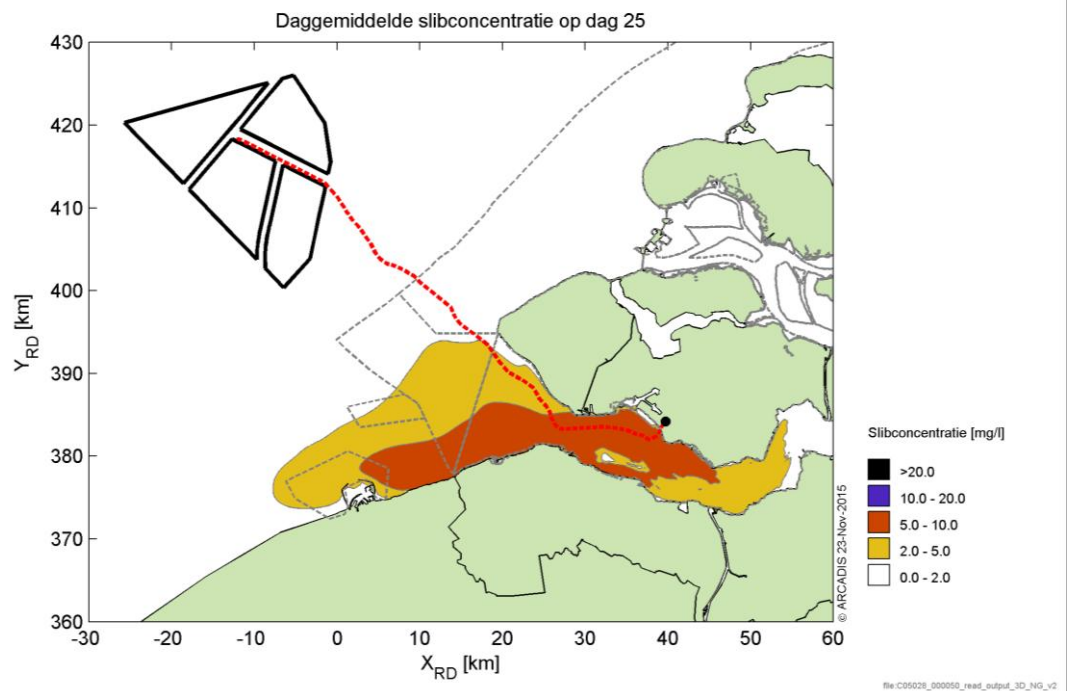 Daggemiddelde slibconcentratie op dag 25
430
420
410
400
390
380
370
360
Y_RD [km]
-30 -20 -10 0 10 20 30 40 50 60
X_RD [km]
© ARCADIS 23-Nov-2015
Slibconcentratie [mg/l]
>20.0
10.0 - 20.0
5.0 - 10.0
2.0 - 5.0
0.0 - 2.0
file:C05028_000050_read_output_3D_NG_v2